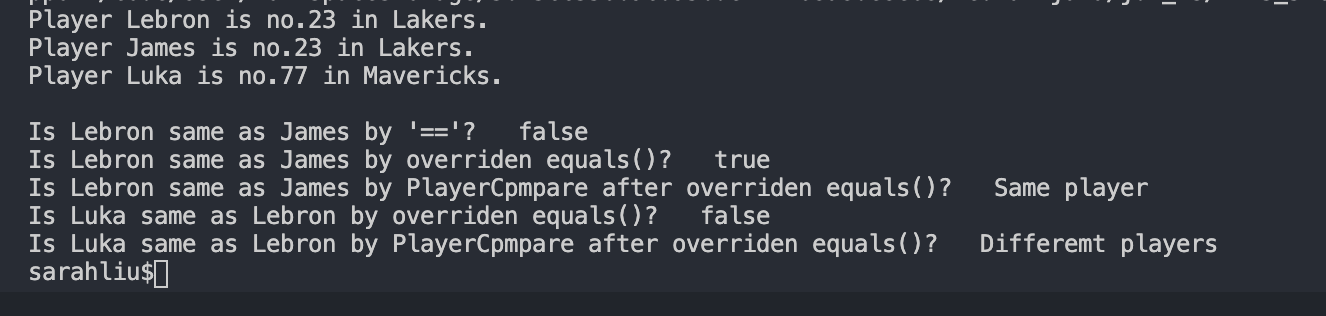 Player Lebron is no.23 in Lakers.
Player James is no.23 in Lakers.
Player Luka is no.77 in Mavericks.
Is Lebron same as James by '=='?   false
Is Lebron same as James by overriden equals()?   true
Is Lebron same as James by PlayerCpmpare after overriden equals()?   Same player
Is Luka same as Lebron by overriden equals()?   false
Is Luka same as Lebron by PlayerCpmpare after overriden equals()?   Differemt players
sarahliu$